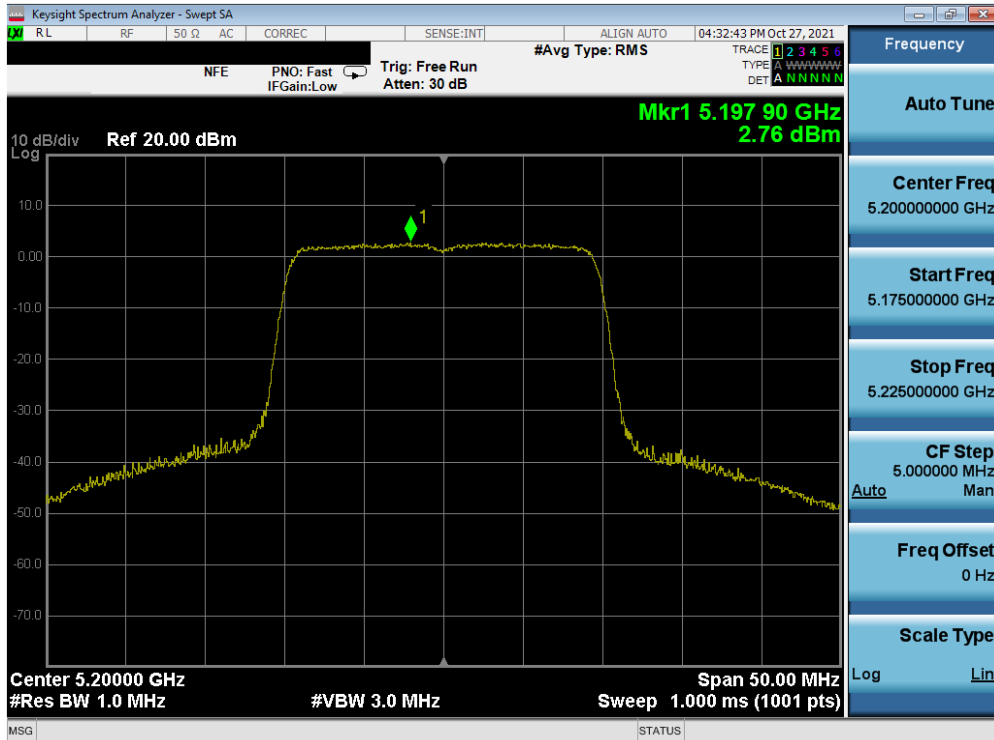 Keysight Spectrum Analyzer - Swept SA
LXI RL RF 50 Ω AC CORREC SENSE:INT ALIGN AUTO 04:32:43 PM Oct 27, 2021
NFE PNO: Fast Trig: Free Run #Avg Type: RMS TRACE 1 2 3 4 5 6
IFGain:Low Atten: 30 dB TYPE A WWWWW
DET A N N N N N
Mkr1 5.197 90 GHz
2.76 dBm
10 dB/div Ref 20.00 dBm
Log
1
10.0
0.00
-10.0
-20.0
-30.0
-40.0
-50.0
-60.0
-70.0
Center 5.20000 GHz Span 50.00 MHz
#Res BW 1.0 MHz #VBW 3.0 MHz Sweep 1.000 ms (1001 pts)
MSG STATUS
Frequency
Auto Tune
Center Freq
5.200000000 GHz
Start Freq
5.175000000 GHz
Stop Freq
5.225000000 GHz
CF Step
5.000000 MHz
Auto Man
Freq Offset
0 Hz
Scale Type
Log Lin